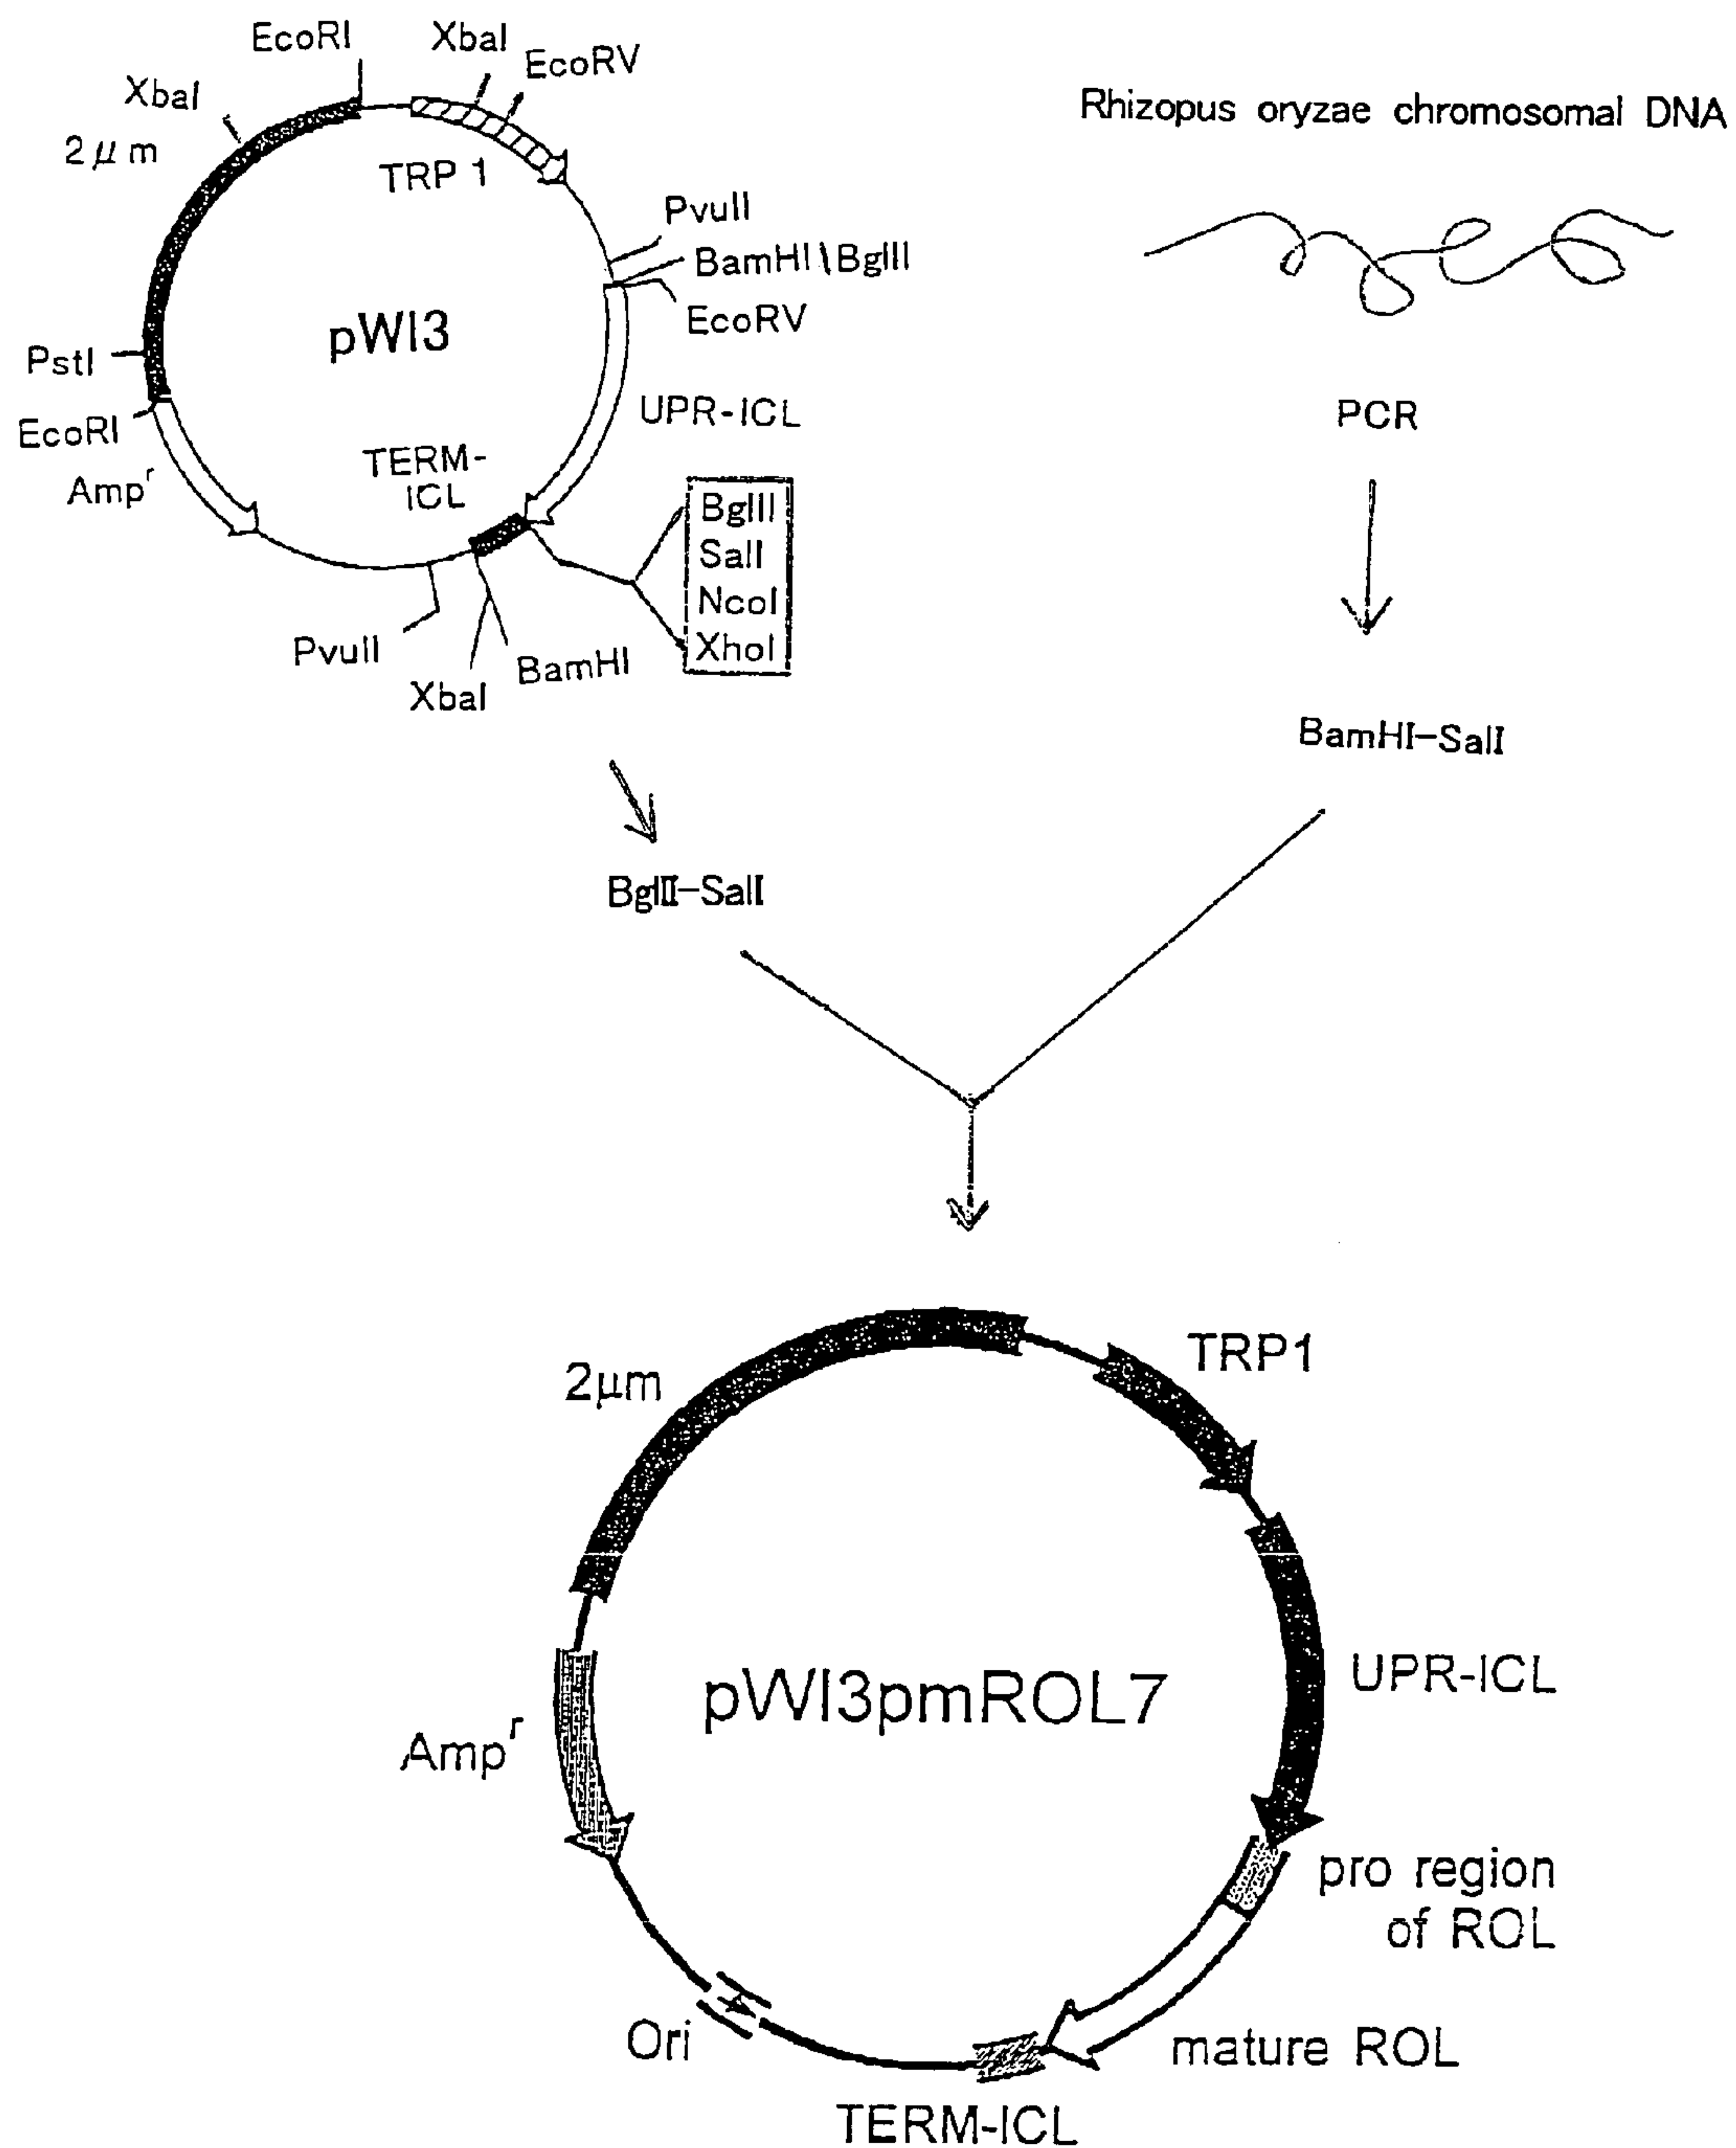 EcoRI
XbaI
EcoRV
XbaI
2μm
TRP 1
Rhizopus oryzae chromosomal DNA
PvuII
BamHI\BglII
EcoRV
pWI3
PstI
EcoRI
Amp^r
UPR-ICL
TERM-
ICL
PCR
BglII
SalI
NcoI
XhoI
PvuII
XbaI
BamHI
BamHI-SalI
BglII-SalI
2μm
TRP1
pWI3pmROL7
UPR-ICL
Amp^r
pro region
of ROL
Ori
mature ROL
TERM-ICL